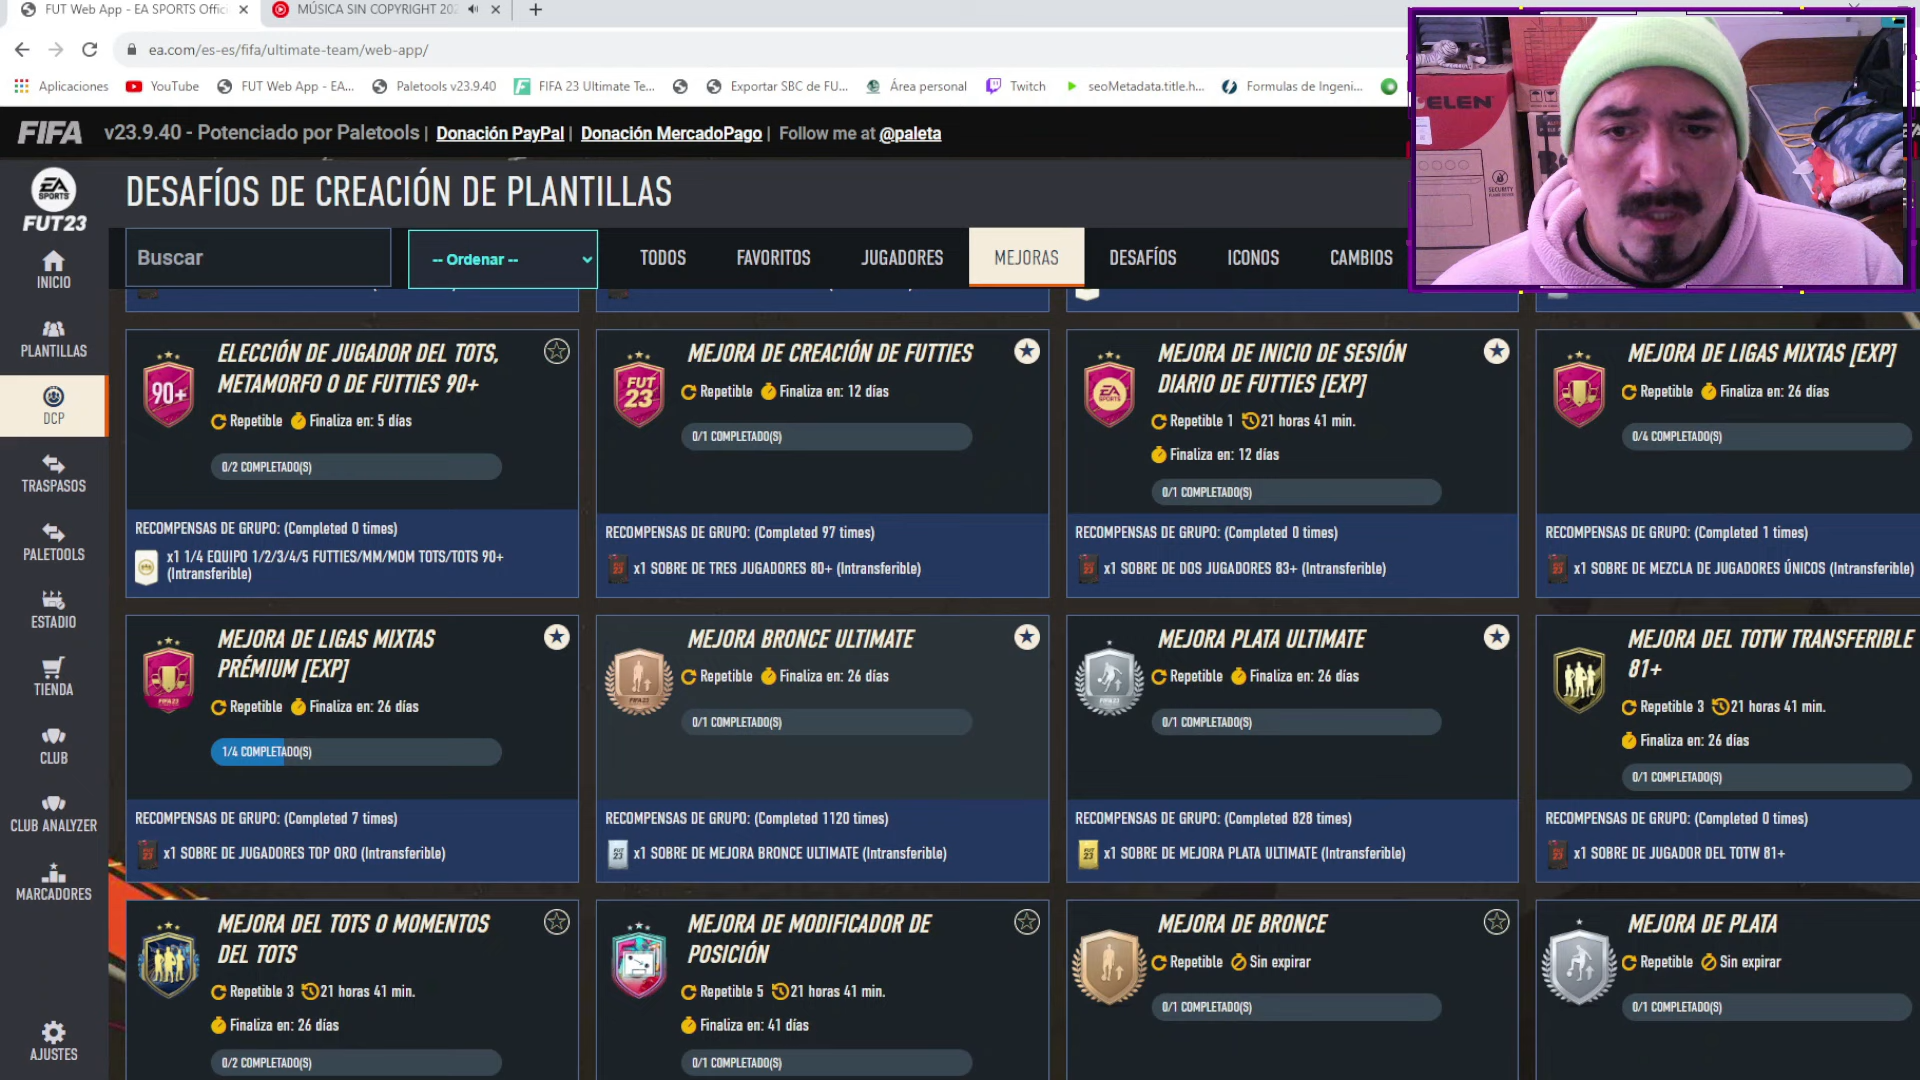 FUT Web App - EA SPORTS Offic
MÚSICA SIN COPYRIGHT 202
ea.com/es-es/fifa/ultimate-team/web-app/
Aplicaciones
YouTube
FUT Web App - EA...
Paletools v23.9.40
FIFA 23 Ultimate Te...
Exportar SBC de FU...
Área personal
Twitch
seoMetadata.title.h...
Formulas de Ingeni...
FIFA
v23.9.40 - Potenciado por Paletools | Donación PayPal | Donación MercadoPago | Follow me at @paleta
EA SPORTS
FUT23
DESAFÍOS DE CREACIÓN DE PLANTILLAS
Buscar
-- Ordenar --
TODOS
FAVORITOS
JUGADORES
MEJORAS
DESAFÍOS
ICONOS
CAMBIOS
INICIO
PLANTILLAS
DCP
TRASPASOS
PALETOOLS
ESTADIO
TIENDA
CLUB
CLUB ANALYZER
MARCADORES
AJUSTES
90+
ELECCIÓN DE JUGADOR DEL TOTS,
METAMORFO O DE FUTTIES 90+
Repetible Finaliza en: 5 días
0/2 COMPLETADO(S)
RECOMPENSAS DE GRUPO: (Completed 0 times)
x1 1/4 EQUIPO 1/2/3/4/5 FUTTIES/MM/MOM TOTS/TOTS 90+
(Intransferible)
FUT 23
MEJORA DE CREACIÓN DE FUTTIES
Repetible Finaliza en: 12 días
0/1 COMPLETADO(S)
RECOMPENSAS DE GRUPO: (Completed 97 times)
x1 SOBRE DE TRES JUGADORES 80+ (Intransferible)
EA SPORTS
MEJORA DE INICIO DE SESIÓN
DIARIO DE FUTTIES [EXP]
Repetible 1 21 horas 41 min.
Finaliza en: 12 días
0/1 COMPLETADO(S)
RECOMPENSAS DE GRUPO: (Completed 0 times)
x1 SOBRE DE DOS JUGADORES 83+ (Intransferible)
MEJORA DE LIGAS MIXTAS [EXP]
Repetible Finaliza en: 26 días
0/4 COMPLETADO(S)
RECOMPENSAS DE GRUPO: (Completed 1 times)
x1 SOBRE DE MEZCLA DE JUGADORES ÚNICOS (Intransferible)
MEJORA DE LIGAS MIXTAS
PRÉMIUM [EXP]
Repetible Finaliza en: 26 días
1/4 COMPLETADO(S)
RECOMPENSAS DE GRUPO: (Completed 7 times)
x1 SOBRE DE JUGADORES TOP ORO (Intransferible)
MEJORA BRONCE ULTIMATE
Repetible Finaliza en: 26 días
0/1 COMPLETADO(S)
RECOMPENSAS DE GRUPO: (Completed 1120 times)
x1 SOBRE DE MEJORA BRONCE ULTIMATE (Intransferible)
MEJORA PLATA ULTIMATE
Repetible Finaliza en: 26 días
0/1 COMPLETADO(S)
RECOMPENSAS DE GRUPO: (Completed 828 times)
x1 SOBRE DE MEJORA PLATA ULTIMATE (Intransferible)
MEJORA DEL TOTW TRANSFERIBLE
81+
Repetible 3 21 horas 41 min.
Finaliza en: 26 días
0/1 COMPLETADO(S)
RECOMPENSAS DE GRUPO: (Completed 0 times)
x1 SOBRE DE JUGADOR DEL TOTW 81+
MEJORA DEL TOTS O MOMENTOS
DEL TOTS
Repetible 3 21 horas 41 min.
Finaliza en: 26 días
0/2 COMPLETADO(S)
MEJORA DE MODIFICADOR DE
POSICIÓN
Repetible 5 21 horas 41 min.
Finaliza en: 41 días
0/1 COMPLETADO(S)
MEJORA DE BRONCE
Repetible Sin expirar
0/1 COMPLETADO(S)
MEJORA DE PLATA
Repetible Sin expirar
0/1 COMPLETADO(S)